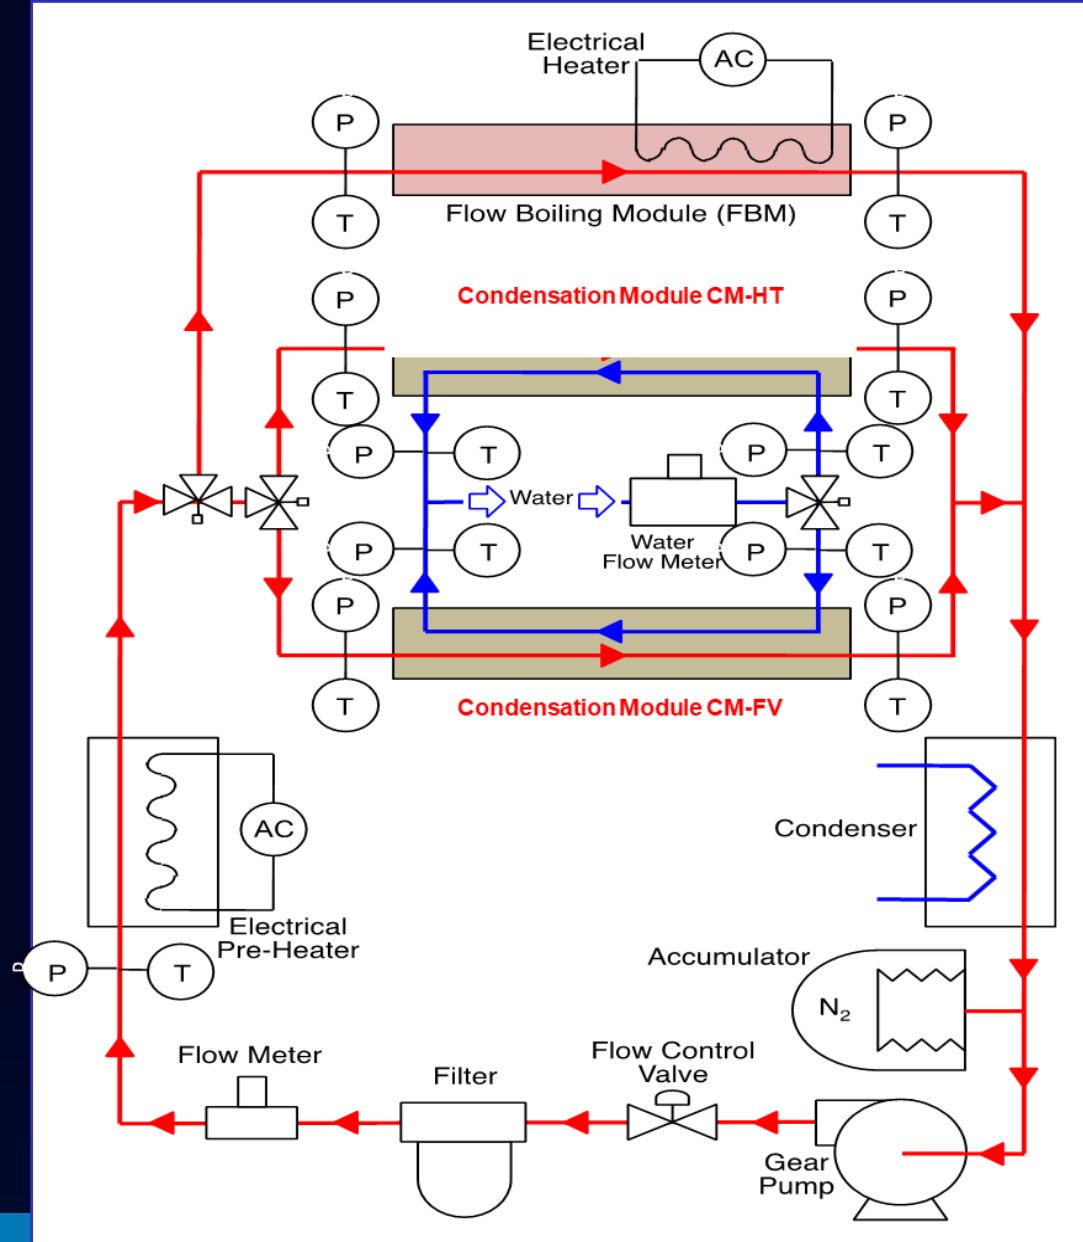 Electrical
Heater
AC
P
P
T
T
Flow Boiling Module (FBM)
P
P
Condensation Module CM-HT
T
T
P
T
P
T
Water
Water
Flow Meter
P
T
P
T
P
P
T
T
Condensation Module CM-FV
AC
Condenser
Electrical
Pre-Heater
P
T
Accumulator
N₂
Flow Meter
Filter
Flow Control
Valve
Gear
Pump